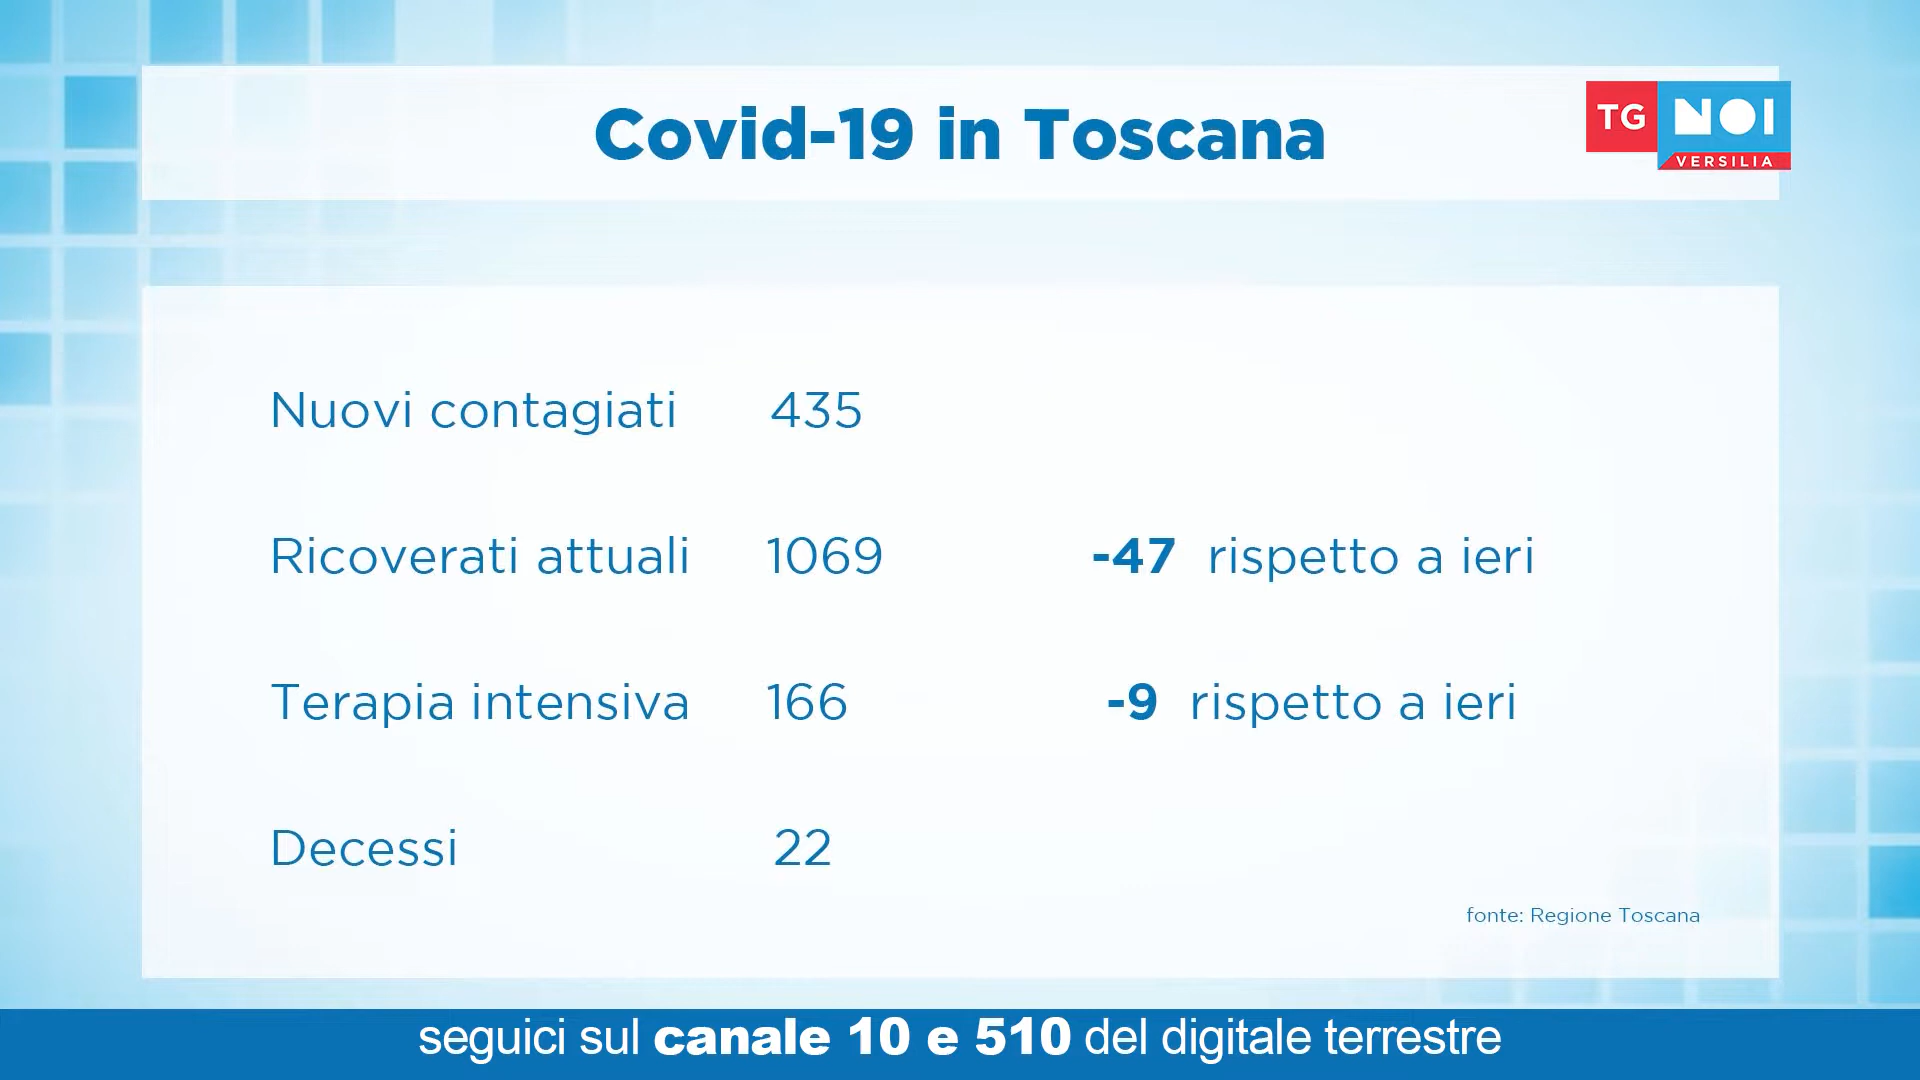 Covid-19 in Toscana
TG NOI
VERSILIA
Nuovi contagiati 435
Ricoverati attuali 1069 -47 rispetto a ieri
Terapia intensiva 166 -9 rispetto a ieri
Decessi 22
fonte: Regione Toscana
seguici sul canale 10 e 510 del digitale terrestre